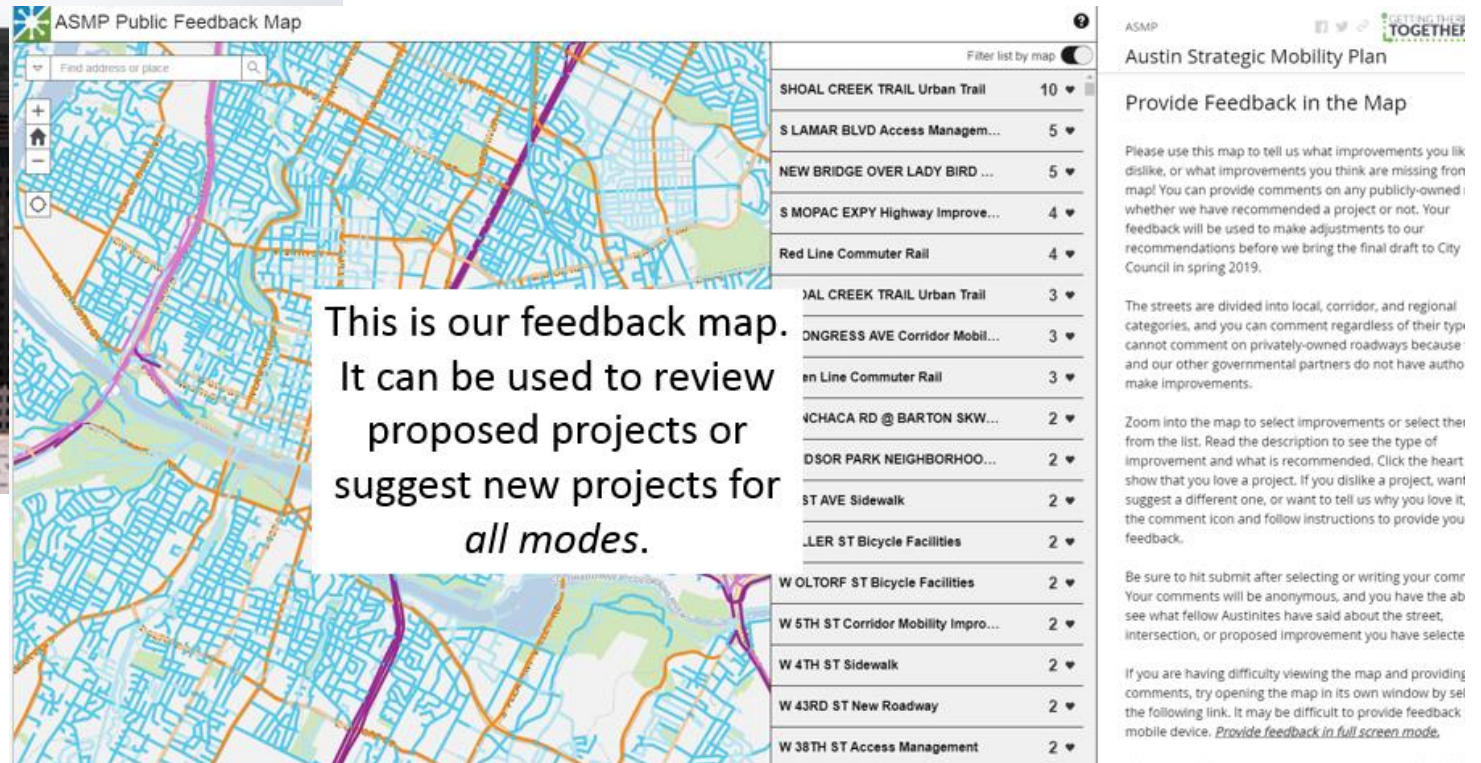 ASMP Public Feedback Map
Find address or place
Filter list by map
SHOAL CREEK TRAIL Urban Trail 10
S LAMAR BLVD Access Managem... 5
NEW BRIDGE OVER LADY BIRD ... 5
S MOPAC EXPY Highway Improve... 4
Red Line Commuter Rail 4
OAL CREEK TRAIL Urban Trail 3
ONGRESS AVE Corridor Mobil... 3
en Line Commuter Rail 3
NCHACA RD @ BARTON SKW... 2
DSOR PARK NEIGHBORHOO... 2
ST AVE Sidewalk 2
LLER ST Bicycle Facilities 2
W OLTORF ST Bicycle Facilities 2
W 5TH ST Corridor Mobility Impro... 2
W 4TH ST Sidewalk 2
W 43RD ST New Roadway 2
W 38TH ST Access Management 2
This is our feedback map.
It can be used to review
proposed projects or
suggest new projects for
all modes.
ASMP
GETTING THERE
TOGETHER
Austin Strategic Mobility Plan
Provide Feedback in the Map
Please use this map to tell us what improvements you lik
dislike, or what improvements you think are missing from
map! You can provide comments on any publicly-owned
whether we have recommended a project or not. Your
feedback will be used to make adjustments to our
recommendations before we bring the final draft to City
Council in spring 2019.
The streets are divided into local, corridor, and regional
categories, and you can comment regardless of their type
cannot comment on privately-owned roadways because
and our other governmental partners do not have autho
make improvements.
Zoom into the map to select improvements or select the
from the list. Read the description to see the type of
improvement and what is recommended. Click the heart
show that you love a project. If you dislike a project, want
suggest a different one, or want to tell us why you love it,
the comment icon and follow instructions to provide you
feedback.
Be sure to hit submit after selecting or writing your comm
Your comments will be anonymous, and you have the ab
see what fellow Austinites have said about the street,
intersection, or proposed improvement you have selecte
If you are having difficulty viewing the map and providing
comments, try opening the map in its own window by sel
the following link. It may be difficult to provide feedback
mobile device. Provide feedback in full screen mode.